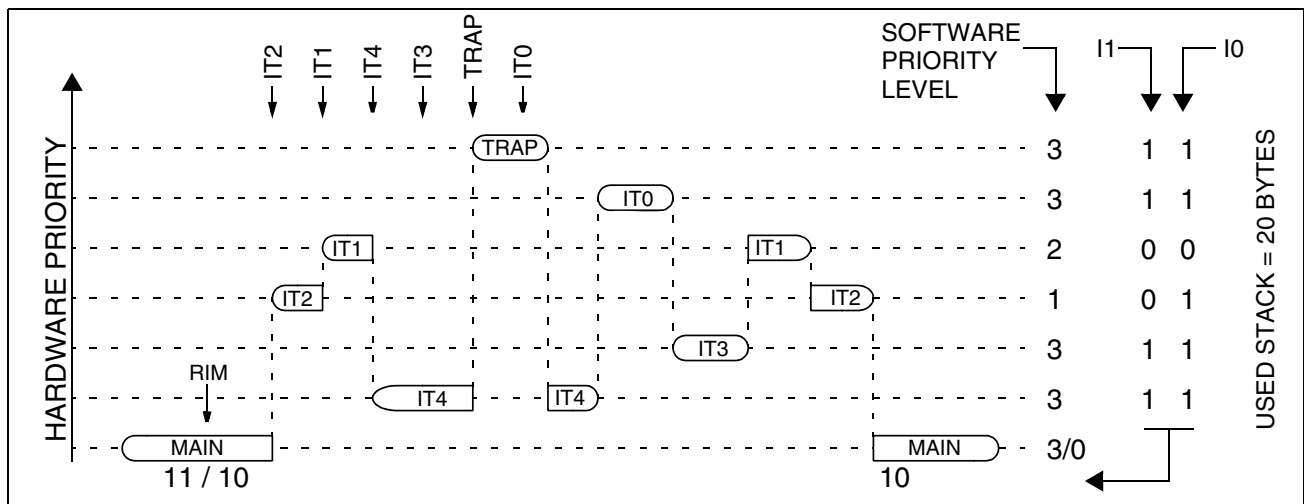 IT2
IT1
IT4
IT3
TRAP
IT0
SOFTWARE
PRIORITY
LEVEL
I1
I0
HARDWARE PRIORITY
TRAP
3
1 1
IT0
3
1 1
IT1
IT1
2
0 0
IT2
IT2
1
0 1
IT3
3
1 1
RIM
IT4
IT4
3
1 1
MAIN
MAIN
3/0
11 / 10
10
USED STACK = 20 BYTES